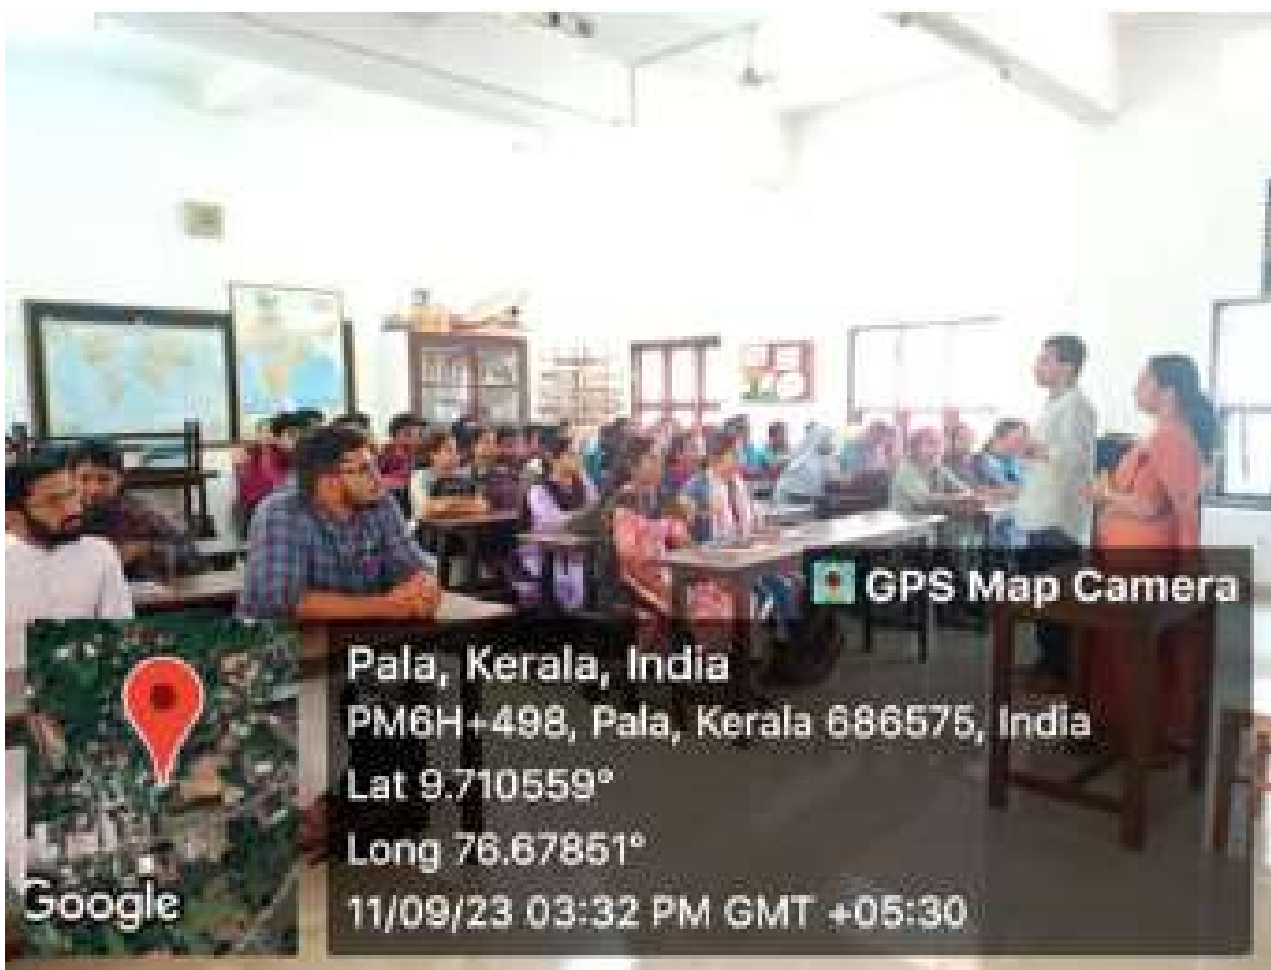 GPS Map Camera
Pala, Kerala, India
PM6H+498, Pala, Kerala 686575, India
Lat 9.710559°
Long 76.67851°
11/09/23 03:32 PM GMT +05:30
Google